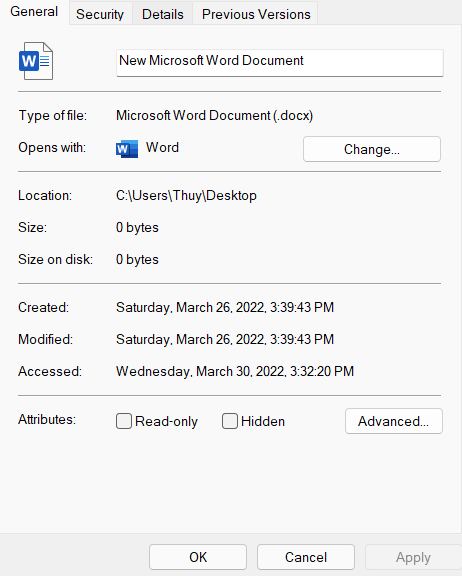 General Security Details Previous Versions
New Microsoft Word Document
Type of file: Microsoft Word Document (.docx)
Opens with: Word Change...
Location: C:\Users\Thuy\Desktop
Size: 0 bytes
Size on disk: 0 bytes
Created: Saturday, March 26, 2022, 3:39:43 PM
Modified: Saturday, March 26, 2022, 3:39:43 PM
Accessed: Wednesday, March 30, 2022, 3:32:20 PM
Attributes: Read-only Hidden Advanced...
OK Cancel Apply